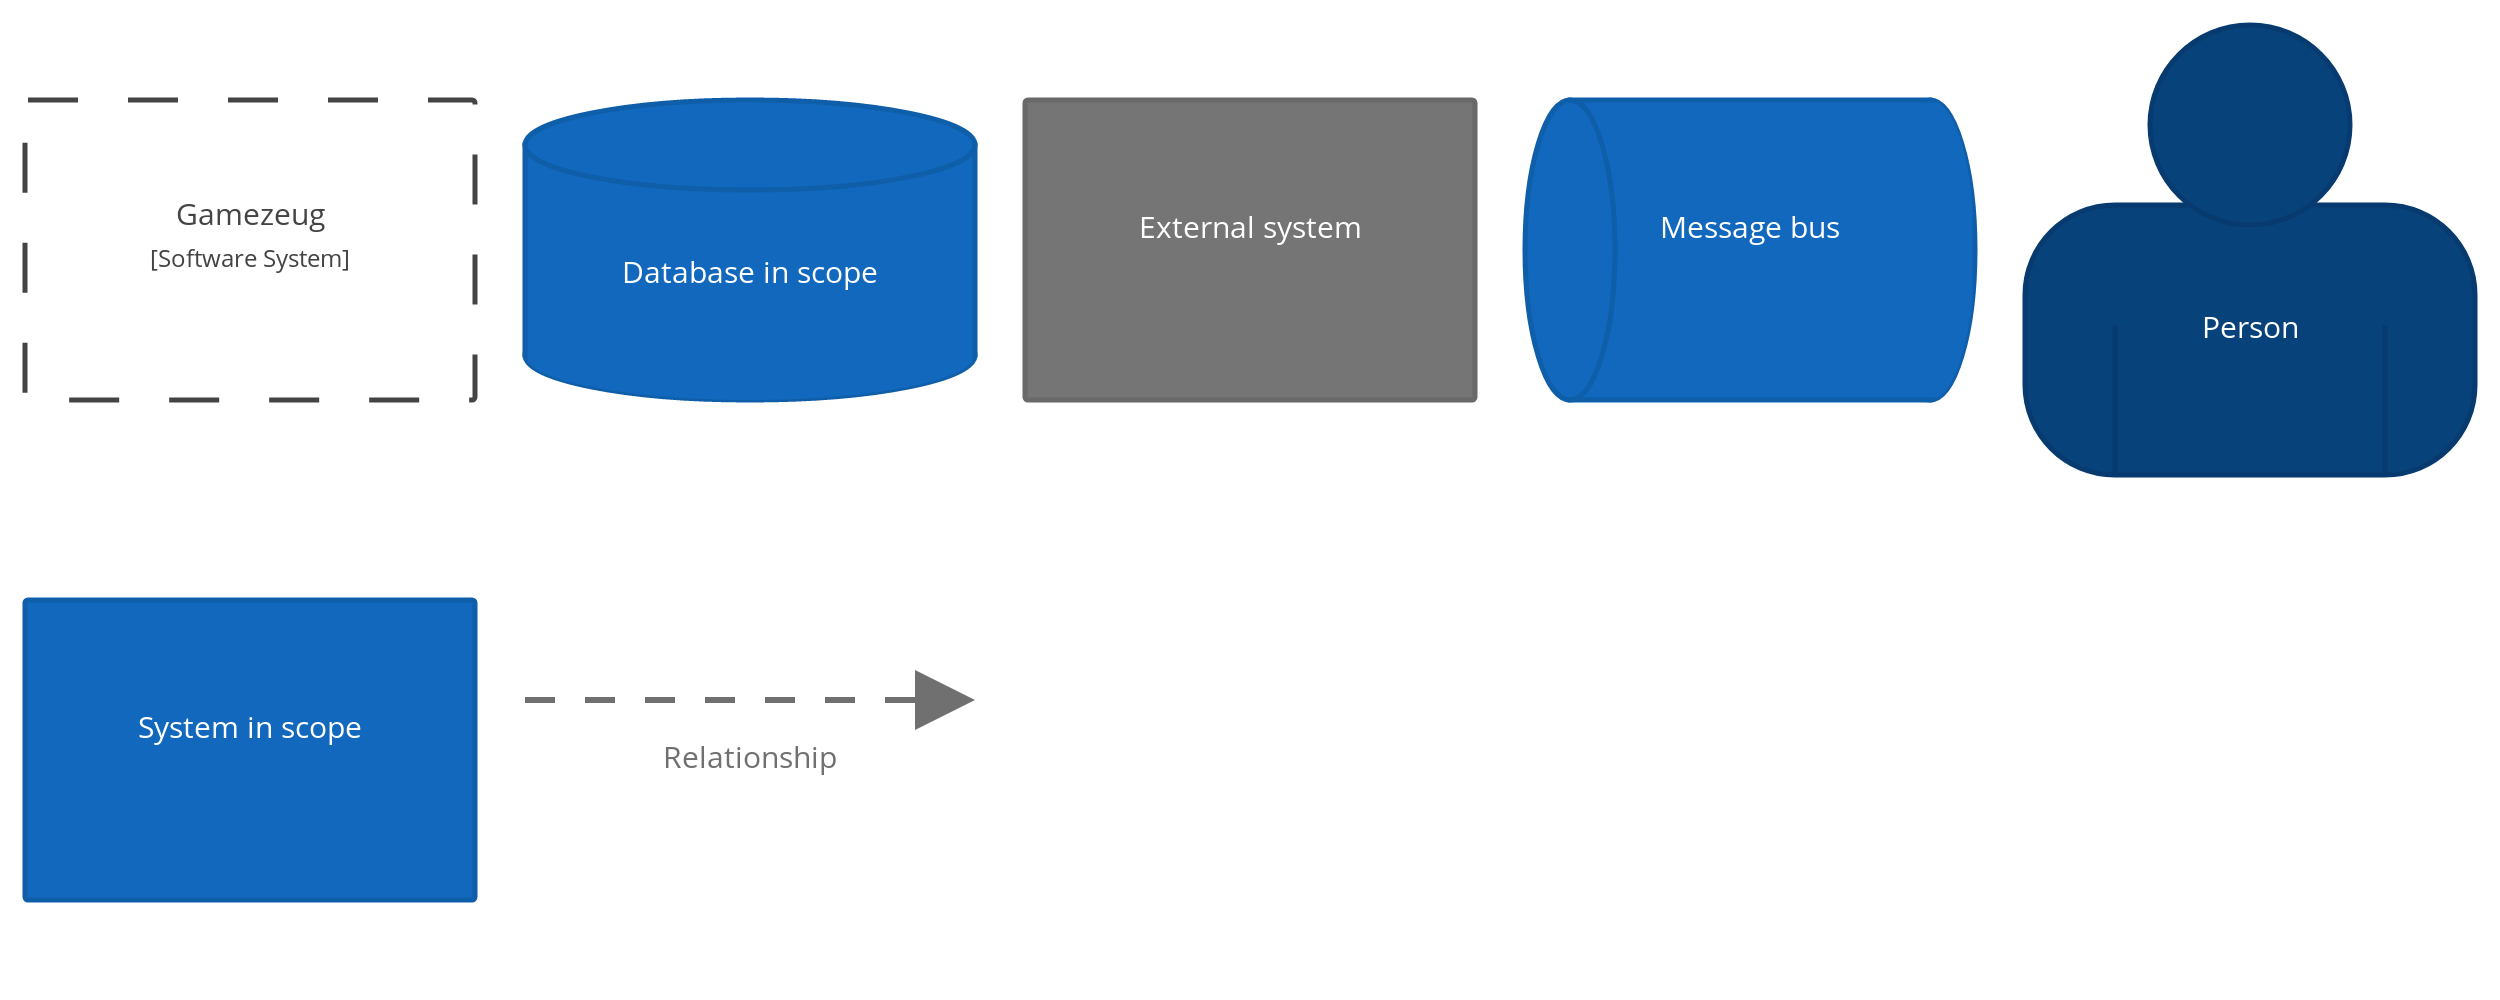 Gamezeug
[Software System]
Database in scope
External system
Message bus
Person
System in scope
Relationship